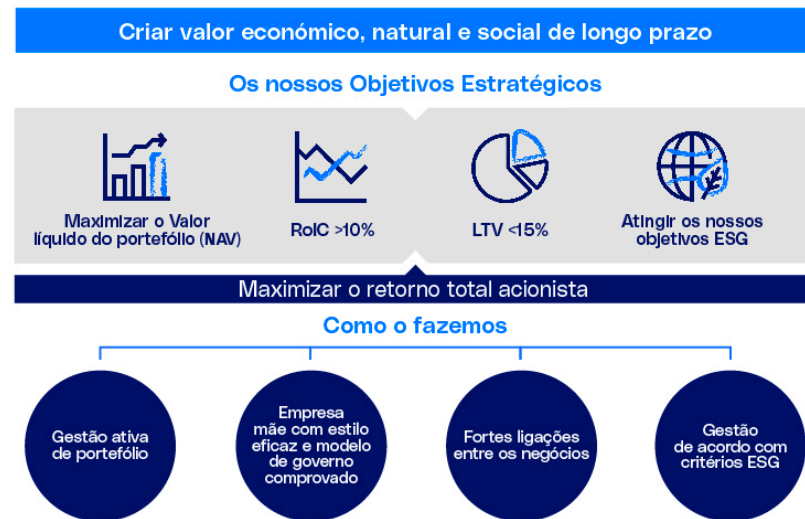 Criar valor económico, natural e social de longo prazo
Os nossos Objetivos Estratégicos
Maximizar o Valor
líquido do portefólio (NAV)
RoIC >10%
LTV <15%
Atingir os nossos
objetivos ESG
Maximizar o retorno total acionista
Como o fazemos
Gestão ativa
de portefólio
Empresa
mãe com estilo
eficaz e modelo
de governo
comprovado
Fortes ligações
entre os negócios
Gestão
de acordo com
critérios ESG